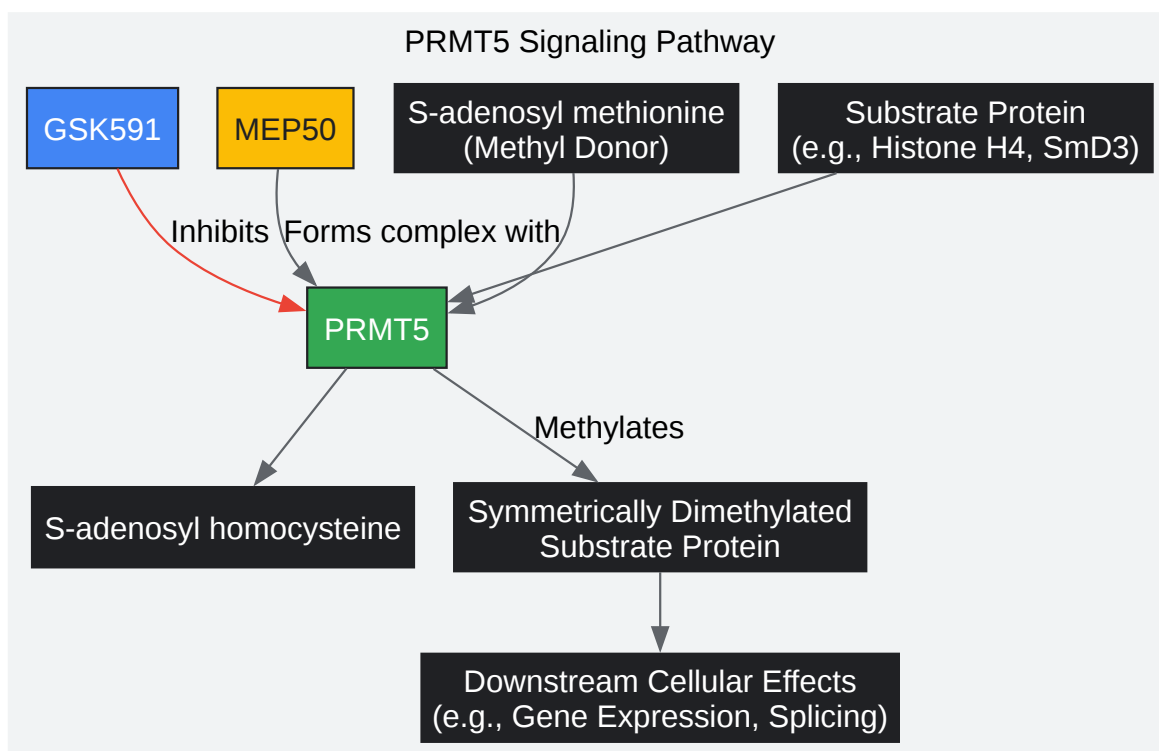 PRMT5 Signaling Pathway
GSK591
MEP50
S-adenosyl methionine
(Methyl Donor)
Substrate Protein
(e.g., Histone H4, SmD3)
Inhibits
Forms complex with
PRMT5
Methylates
S-adenosyl homocysteine
Symmetrically Dimethylated
Substrate Protein
Downstream Cellular Effects
(e.g., Gene Expression, Splicing)